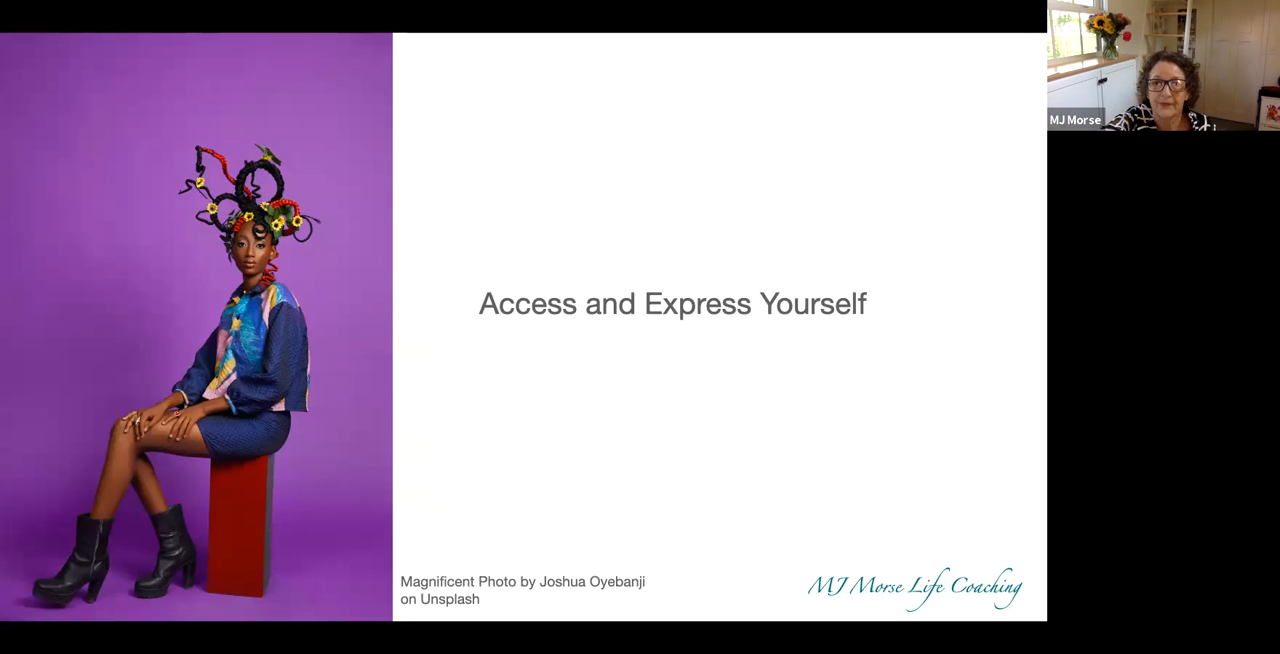 MJ Morse
Access and Express Yourself
Magnificent Photo by Joshua Oyebanji
on Unsplash
MJ Morse Life Coaching